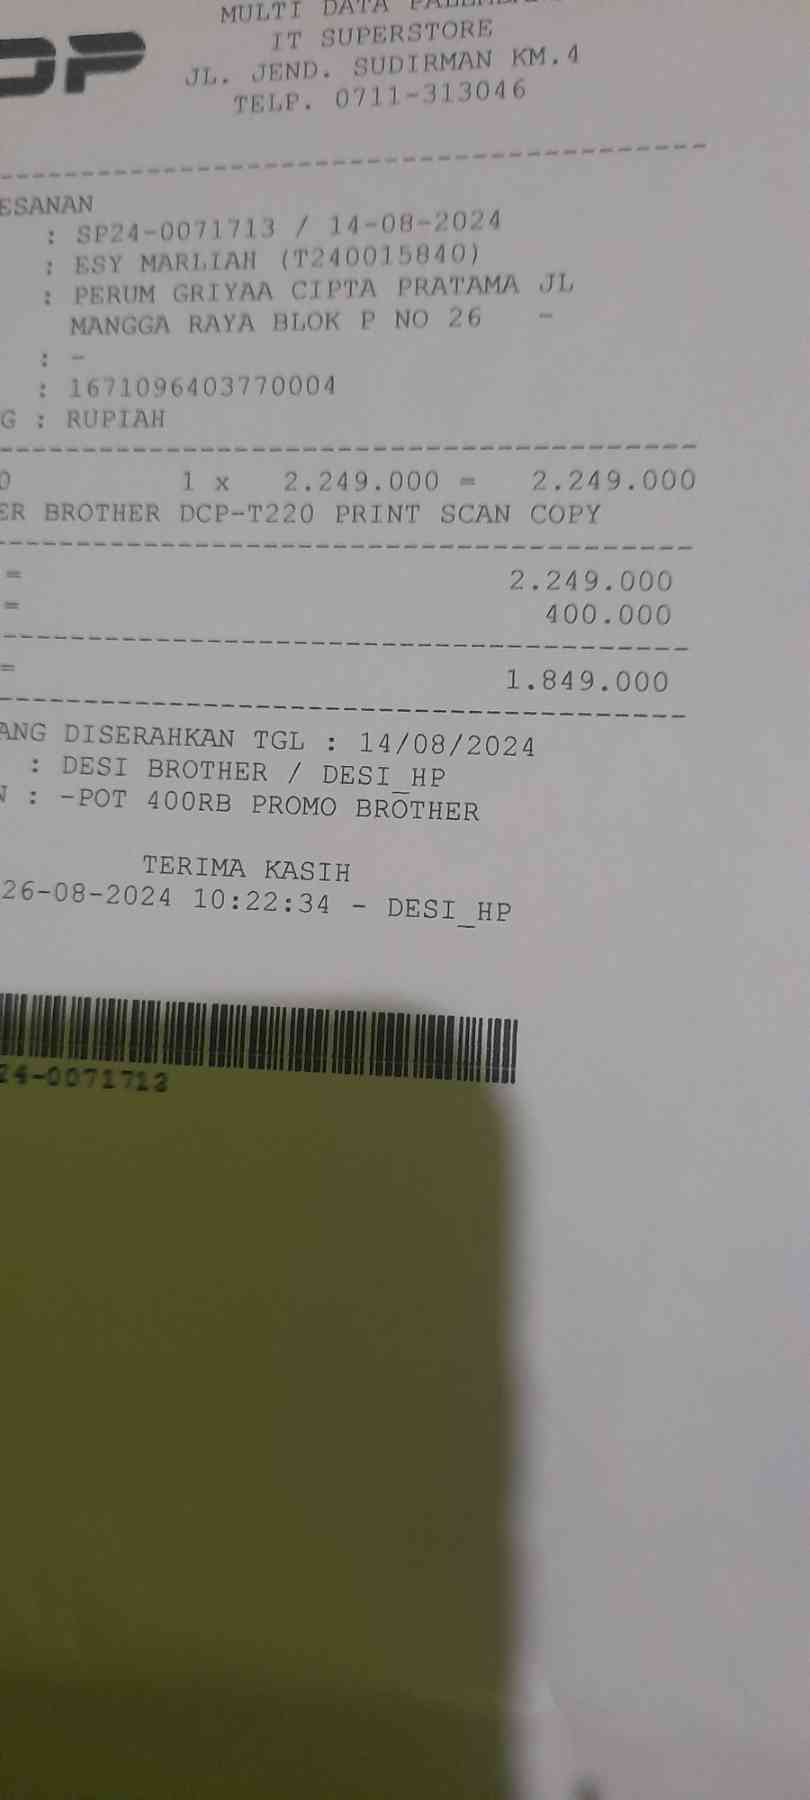 MULTI DATA
IT SUPERSTORE
JL. JEND. SUDIRMAN KM.4
TELP. 0711-313046
ESANAN
: SP24-0071713 / 14-08-2024
: ESY MARLIAH (T240015840)
: PERUM GRIYAA CIPTA PRATAMA JL
MANGGA RAYA BLOK P NO 26 -
: -
: 1671096403770004
G : RUPIAH
0 1 x 2.249.000 = 2.249.000
ER BROTHER DCP-T220 PRINT SCAN COPY
= 2.249.000
= 400.000
= 1.849.000
ANG DISERAHKAN TGL : 14/08/2024
: DESI BROTHER / DESI_HP
N : -POT 400RB PROMO BROTHER
TERIMA KASIH
26-08-2024 10:22:34 - DESI_HP
24-0071713